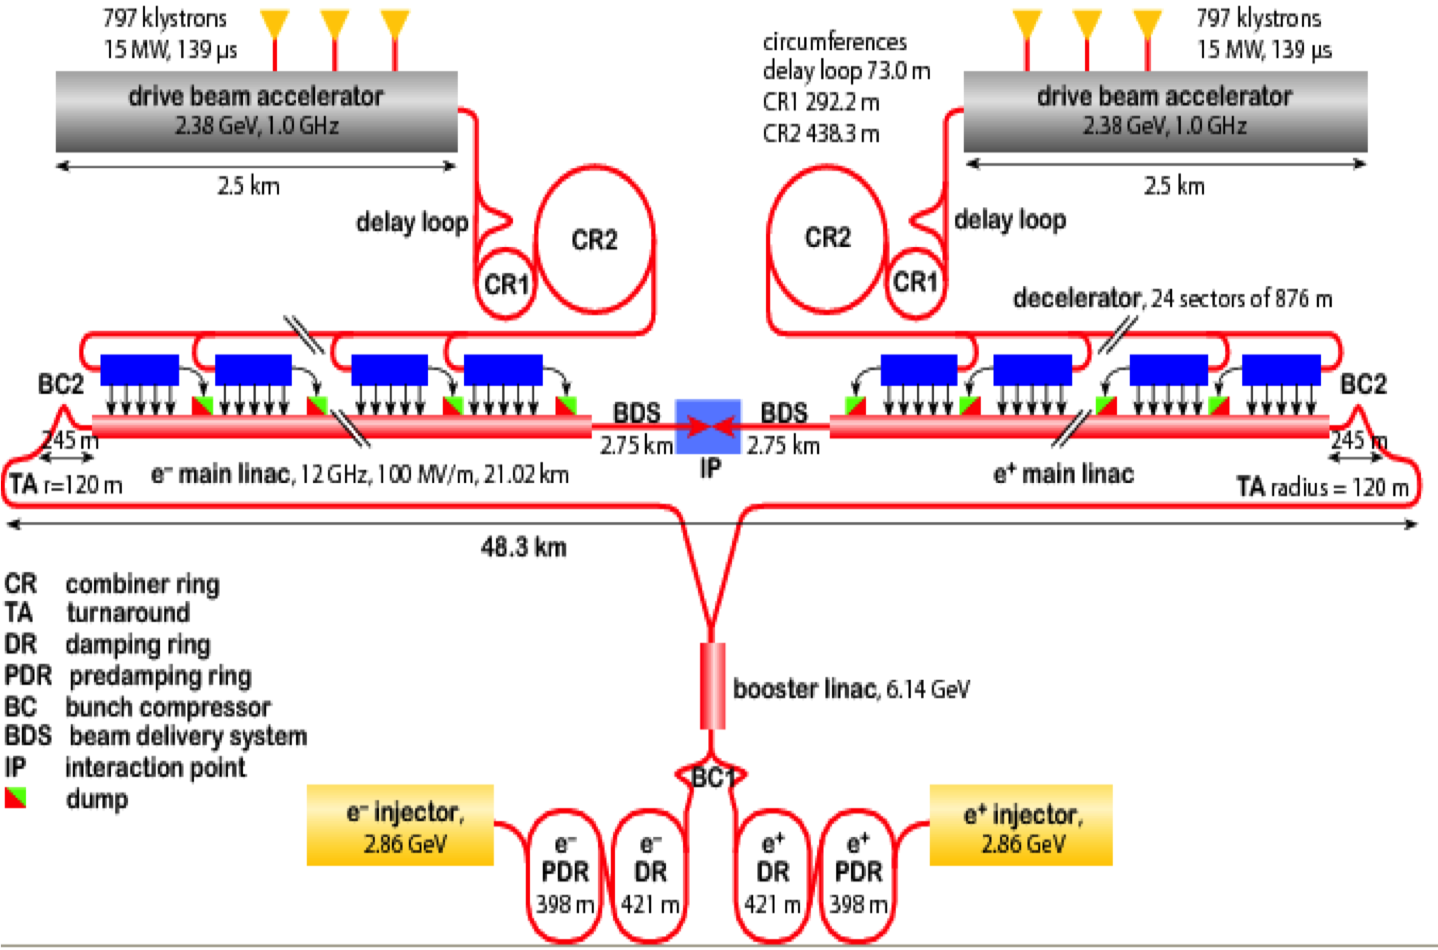 797 klystrons
15 MW, 139 µs
drive beam accelerator
2.38 GeV, 1.0 GHz
2.5 km
circumferences
delay loop 73.0 m
CR1 292.2 m
CR2 438.3 m
797 klystrons
15 MW, 139 µs
drive beam accelerator
2.38 GeV, 1.0 GHz
2.5 km
delay loop
CR2
CR1
CR2
delay loop
CR1
decelerator, 24 sectors of 876 m
BC2
BC2
245 m
BDS
2.75 km
BDS
2.75 km
IP
245 m
TA r=120 m
e⁻ main linac, 12 GHz, 100 MV/m, 21.02 km
e⁺ main linac
TA radius = 120 m
48.3 km
CR combiner ring
TA turnaround
DR damping ring
PDR predamping ring
BC bunch compressor
BDS beam delivery system
IP interaction point
dump
booster linac, 6.14 GeV
BC1
e⁻ injector,
2.86 GeV
e⁻
PDR
398 m
e⁻
DR
421 m
e⁺
DR
421 m
e⁺
PDR
398 m
e⁺ injector,
2.86 GeV